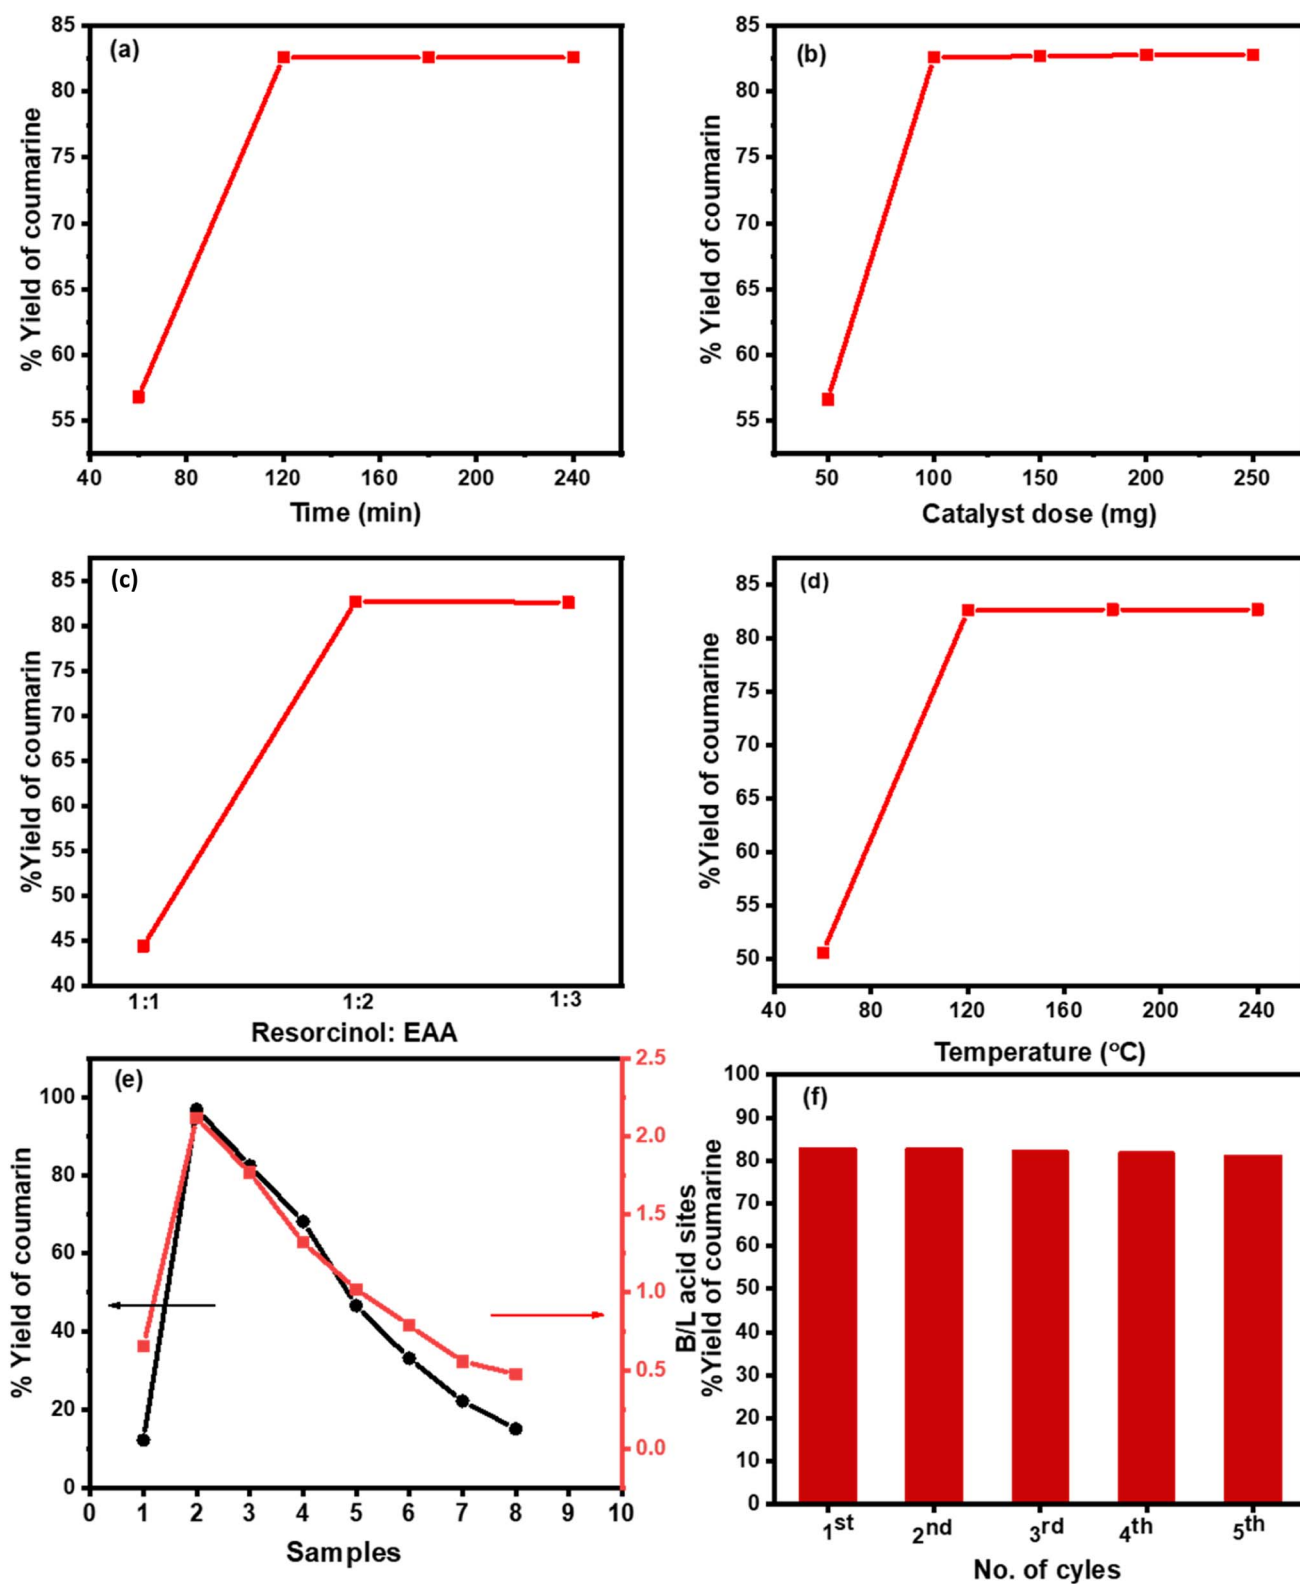 (a)
85
80
75
70
65
60
55
% Yield of coumarine
40 80 120 160 200 240
Time (min)
(b)
85
80
75
70
65
60
55
% Yield of coumarin
50 100 150 200 250
Catalyst dose (mg)
(c)
85
80
75
70
65
60
55
50
45
40
%Yield of coumarin
1:1 1:2 1:3
Resorcinol: EAA
(d)
85
80
75
70
65
60
55
50
%Yield of coumarine
40 80 120 160 200 240
Temperature (°C)
(e)
100
80
60
40
20
0
% Yield of coumarin
2.5
2.0
1.5
1.0
0.5
0.0
B/L acid sites
0 1 2 3 4 5 6 7 8 9 10
Samples
(f)
100
90
80
70
60
50
40
30
20
10
0
%Yield of coumarine
1st 2nd 3rd 4th 5th
No. of cyles